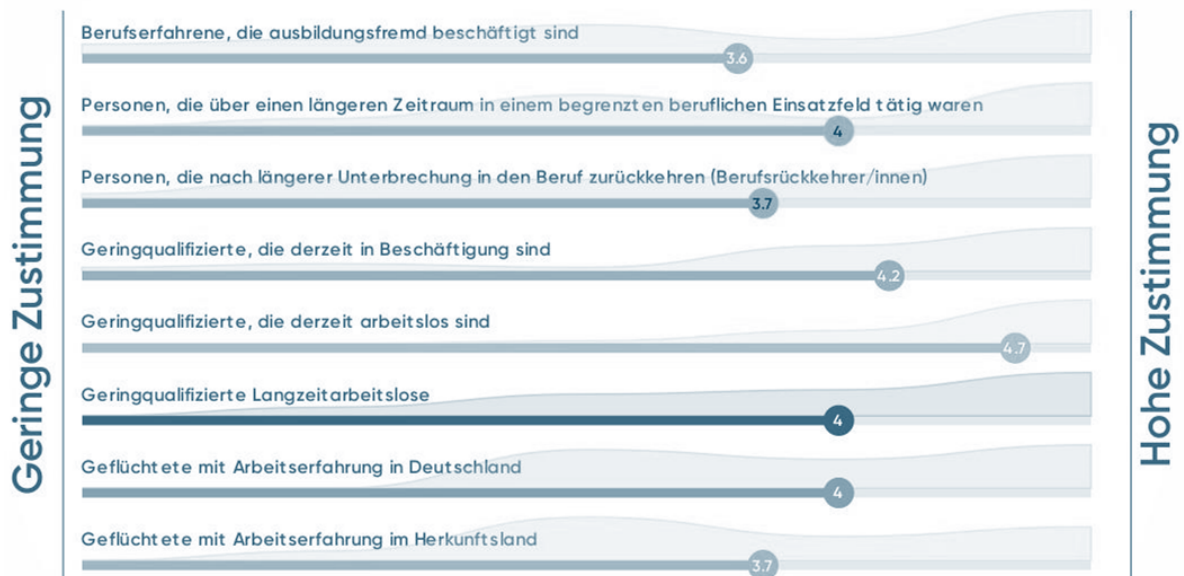 Geringe Zustimmung
Berufserfahrene, die ausbildungsfremd beschäftigt sind
3.6
Personen, die über einen längeren Zeitraum in einem begrenzten beruflichen Einsatzfeld tätig waren
4
Personen, die nach längerer Unterbrechung in den Beruf zurückkehren (Berufsrückkehrer/innen)
3.7
Geringqualifizierte, die derzeit in Beschäftigung sind
4.2
Geringqualifizierte, die derzeit arbeitslos sind
4.7
Geringqualifizierte Langzeitarbeitslose
4
Geflüchtete mit Arbeitserfahrung in Deutschland
4
Geflüchtete mit Arbeitserfahrung im Herkunftsland
3.7
Hohe Zustimmung